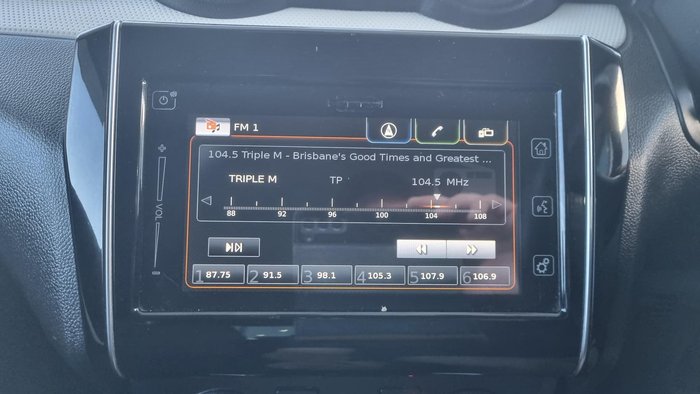 FM 1
104.5 Triple M - Brisbane's Good Times and Greatest ...
TRIPLE M TP ' 104.5 MHz
88 92 96 100 104 108
1 87.75 2 91.5 3 98.1 4 105.3 5 107.9 6 106.9
+
VOL
-